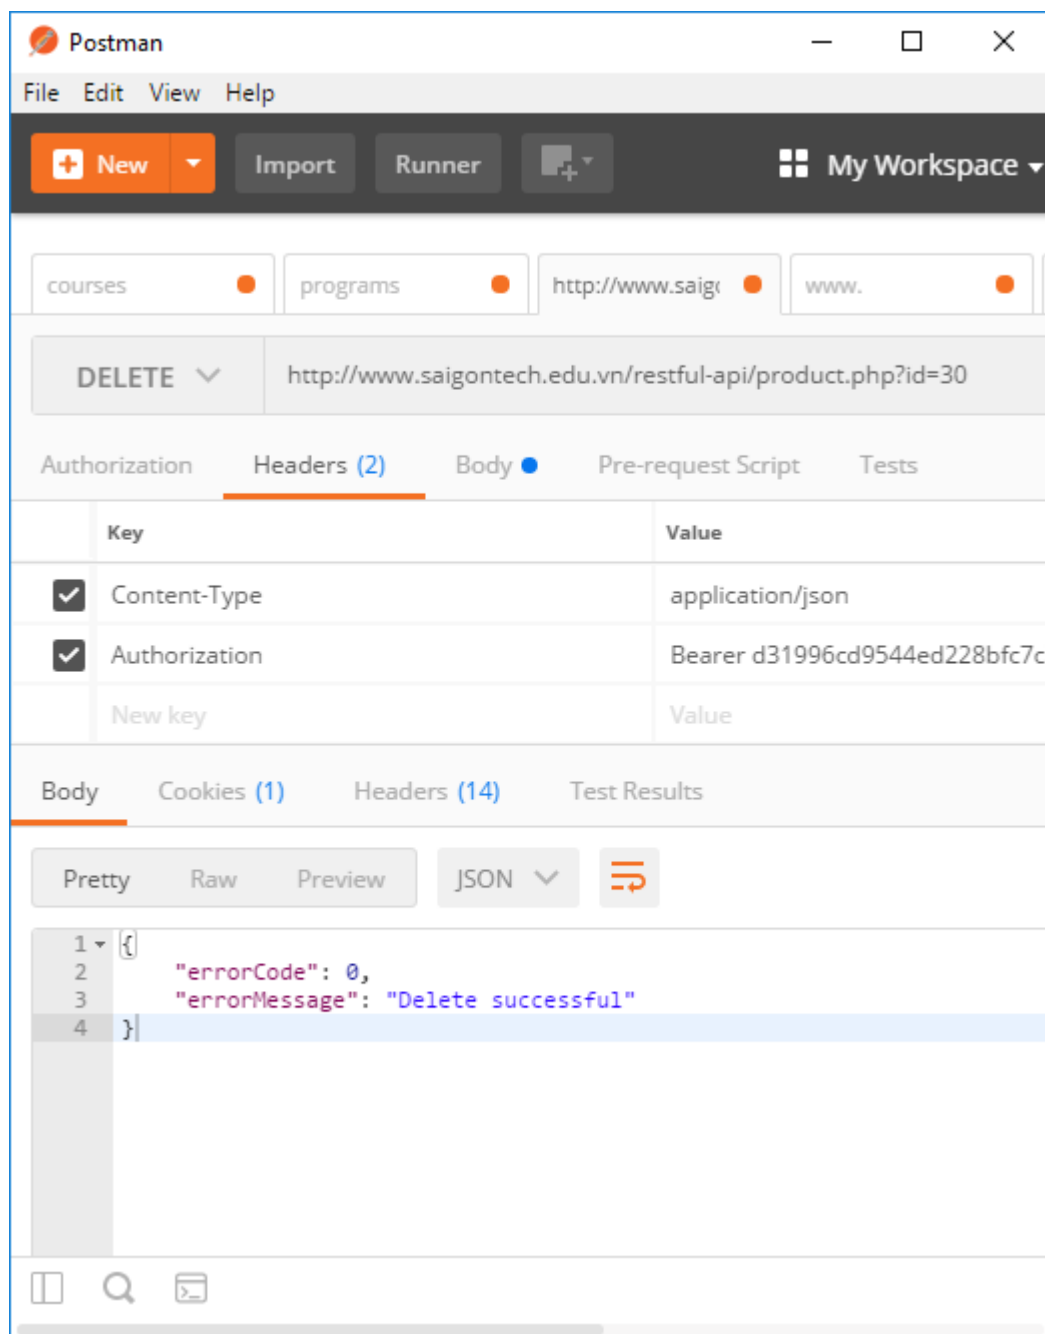 Postman
File Edit View Help
New Import Runner My Workspace
courses programs http://www.saig www.
DELETE http://www.saigontech.edu.vn/restful-api/product.php?id=30
Authorization Headers (2) Body Pre-request Script Tests
Key Value
Content-Type application/json
Authorization Bearer d31996cd9544ed228bfc7c
New key Value
Body Cookies (1) Headers (14) Test Results
Pretty Raw Preview JSON
1 {
2 "errorCode": 0,
3 "errorMessage": "Delete successful"
4 }